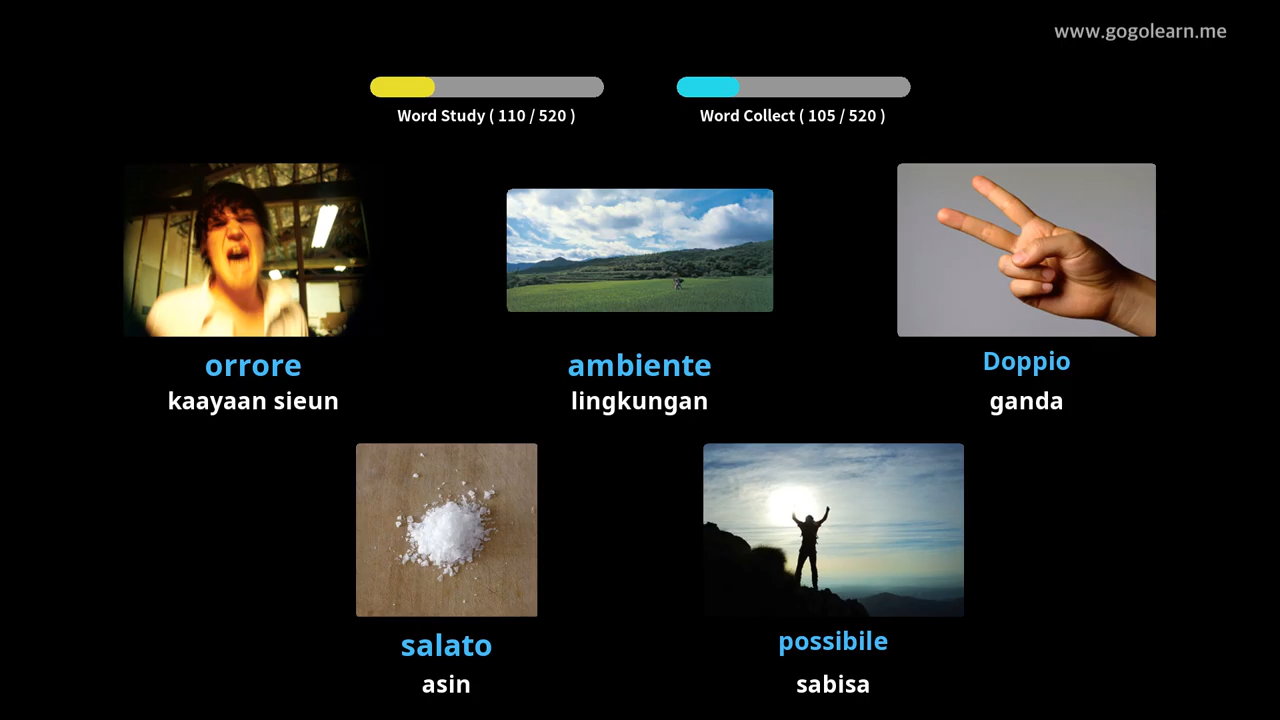 www.gogolearn.me
Word Study ( 110 / 520 )
Word Collect ( 105 / 520 )
orrore
kaayaan sieun
ambiente
lingkungan
Doppio
ganda
salato
asin
possibile
sabisa